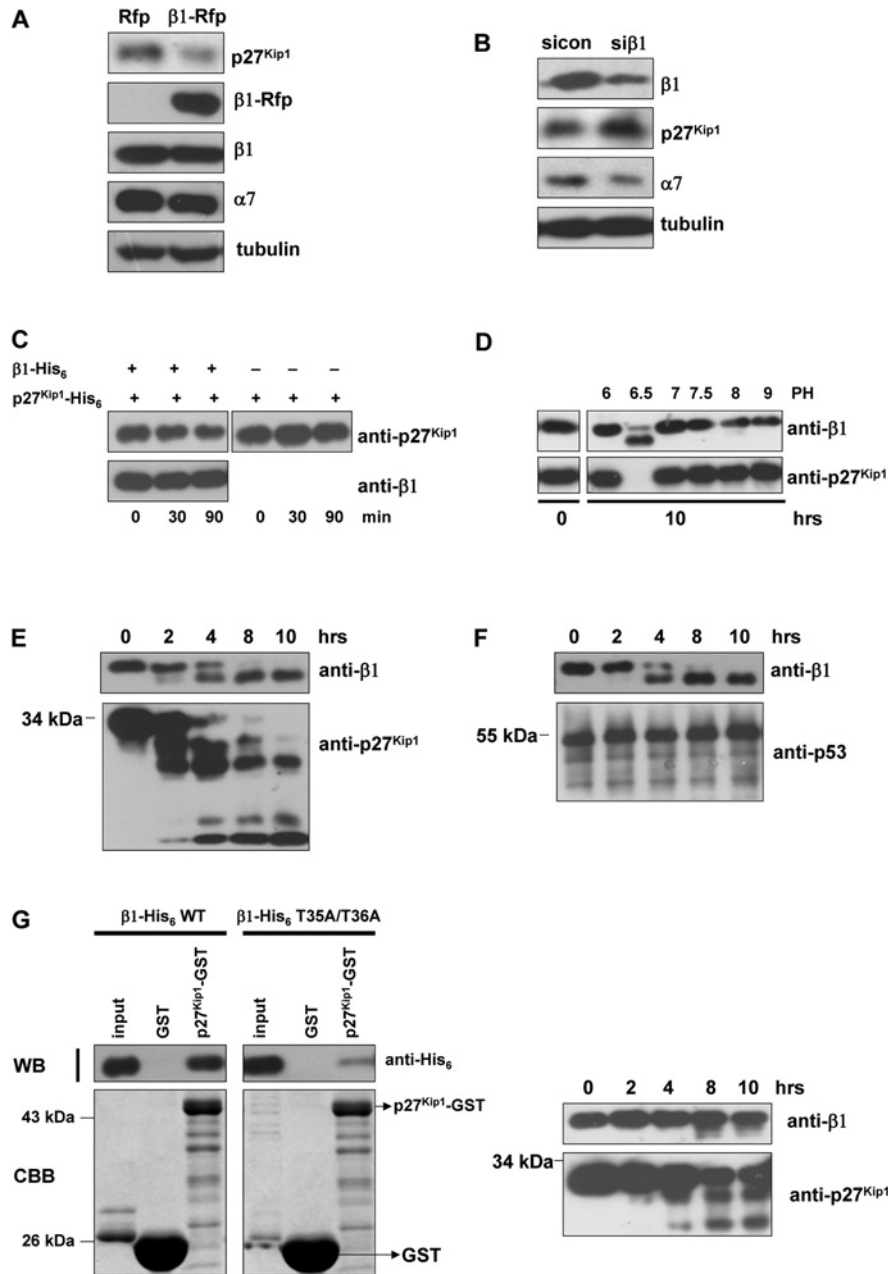 A
Rfp β1-Rfp
p27Kip1
β1-Rfp
β1
α7
tubulin
B
sicon siβ1
β1
p27Kip1
α7
tubulin
C
β1-His6 + + + – – –
p27Kip1-His6 + + + + + +
anti-p27Kip1
anti-β1
0 30 90 0 30 90 min
D
6 6.5 7 7.5 8 9 PH
anti-β1
anti-p27Kip1
0 10 hrs
E
0 2 4 8 10 hrs
anti-β1
34 kDa
anti-p27Kip1
F
0 2 4 8 10 hrs
anti-β1
55 kDa
anti-p53
G
β1-His6 WT β1-His6 T35A/T36A
input GST p27Kip1-GST input GST p27Kip1-GST
WB anti-His6
p27Kip1-GST
43 kDa
CBB
26 kDa
GST
0 2 4 8 10 hrs
anti-β1
34 kDa
anti-p27Kip1